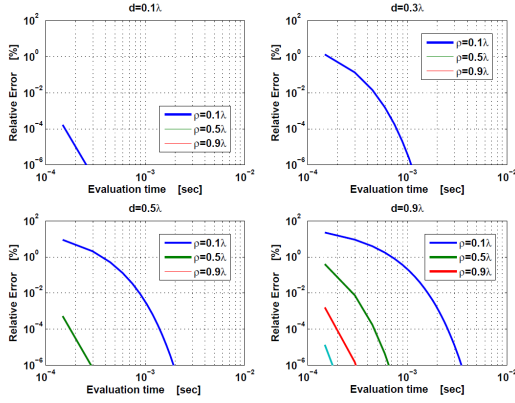 d=0.1λ
10^2
10^0
10^-2
10^-4
10^-6
Relative Error [%]
ρ=0.1λ
ρ=0.5λ
ρ=0.9λ
10^-4
10^-3
10^-2
Evaluation time [sec]
d=0.3λ
10^2
10^0
10^-2
10^-4
10^-6
Relative Error [%]
ρ=0.1λ
ρ=0.5λ
ρ=0.9λ
10^-4
10^-3
10^-2
Evaluation time [sec]
d=0.5λ
10^2
10^0
10^-2
10^-4
10^-6
Relative Error [%]
ρ=0.1λ
ρ=0.5λ
ρ=0.9λ
10^-4
10^-3
10^-2
Evaluation time [sec]
d=0.9λ
10^2
10^0
10^-2
10^-4
10^-6
Relative Error [%]
ρ=0.1λ
ρ=0.5λ
ρ=0.9λ
10^-4
10^-3
10^-2
Evaluation time [sec]